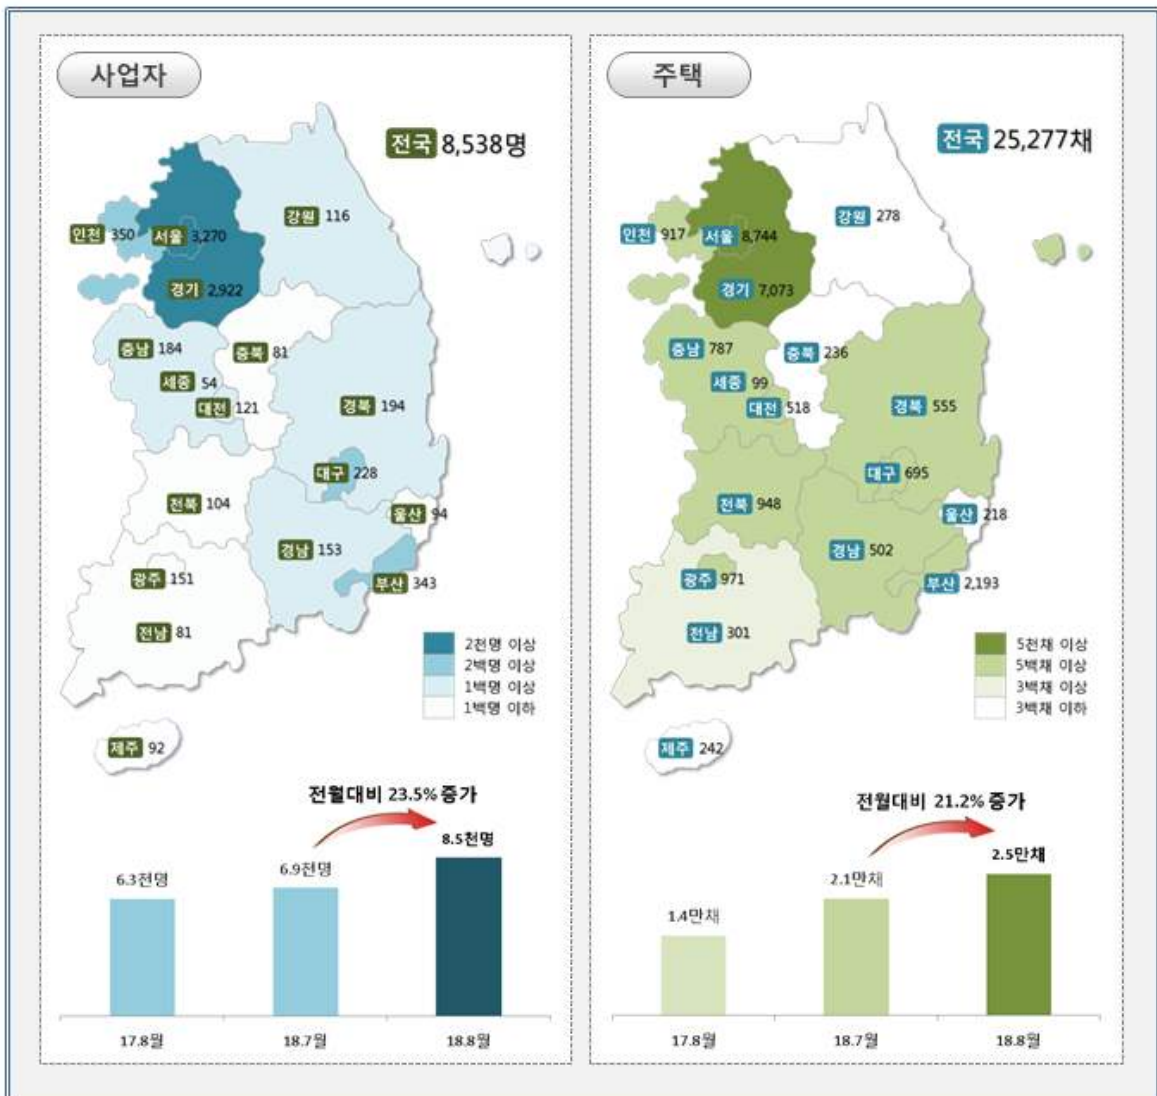 사업자
전국 8,538명
강원 116
인천 350
서울 3,270
경기 2,922
충남 184
충북 81
세종 54
대전 121
경북 194
대구 228
전북 104
울산 94
경남 153
광주 151
부산 343
전남 81
2천명 이상
2백명 이상
1백명 이상
1백명 이하
제주 92
전월대비 23.5% 증가
6.3천명
6.9천명
8.5천명
17.8월
18.7월
18.8월
주택
전국 25,277채
강원 278
인천 917
서울 8,744
경기 7,073
충남 787
충북 236
세종 99
대전 518
경북 555
대구 695
전북 948
울산 218
경남 502
광주 971
부산 2,193
전남 301
5천채 이상
5백채 이상
3백채 이상
3백채 이하
제주 242
전월대비 21.2% 증가
1.4만채
2.1만채
2.5만채
17.8월
18.7월
18.8월